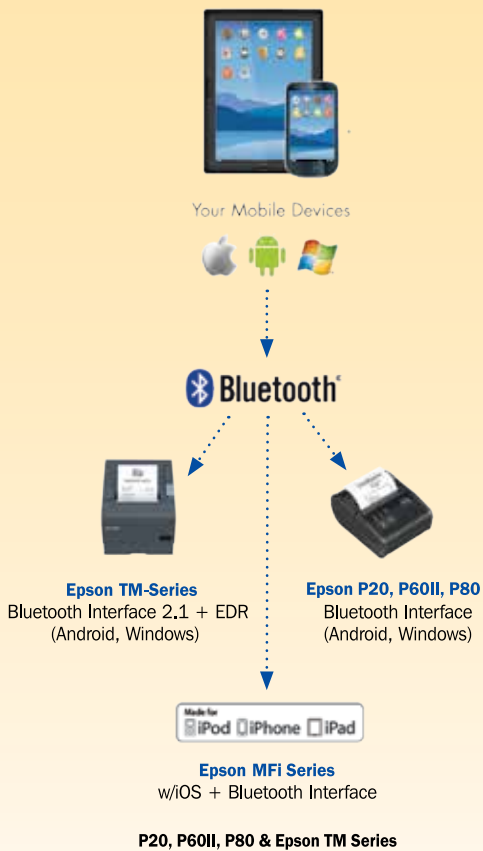 Your Mobile Devices
Bluetooth
Epson TM-Series
Bluetooth Interface 2.1 + EDR
(Android, Windows)
Epson P20, P60II, P80
Bluetooth Interface
(Android, Windows)
Made for
iPod iPhone iPad
Epson MFi Series
w/iOS + Bluetooth Interface
P20, P60II, P80 & Epson TM Series